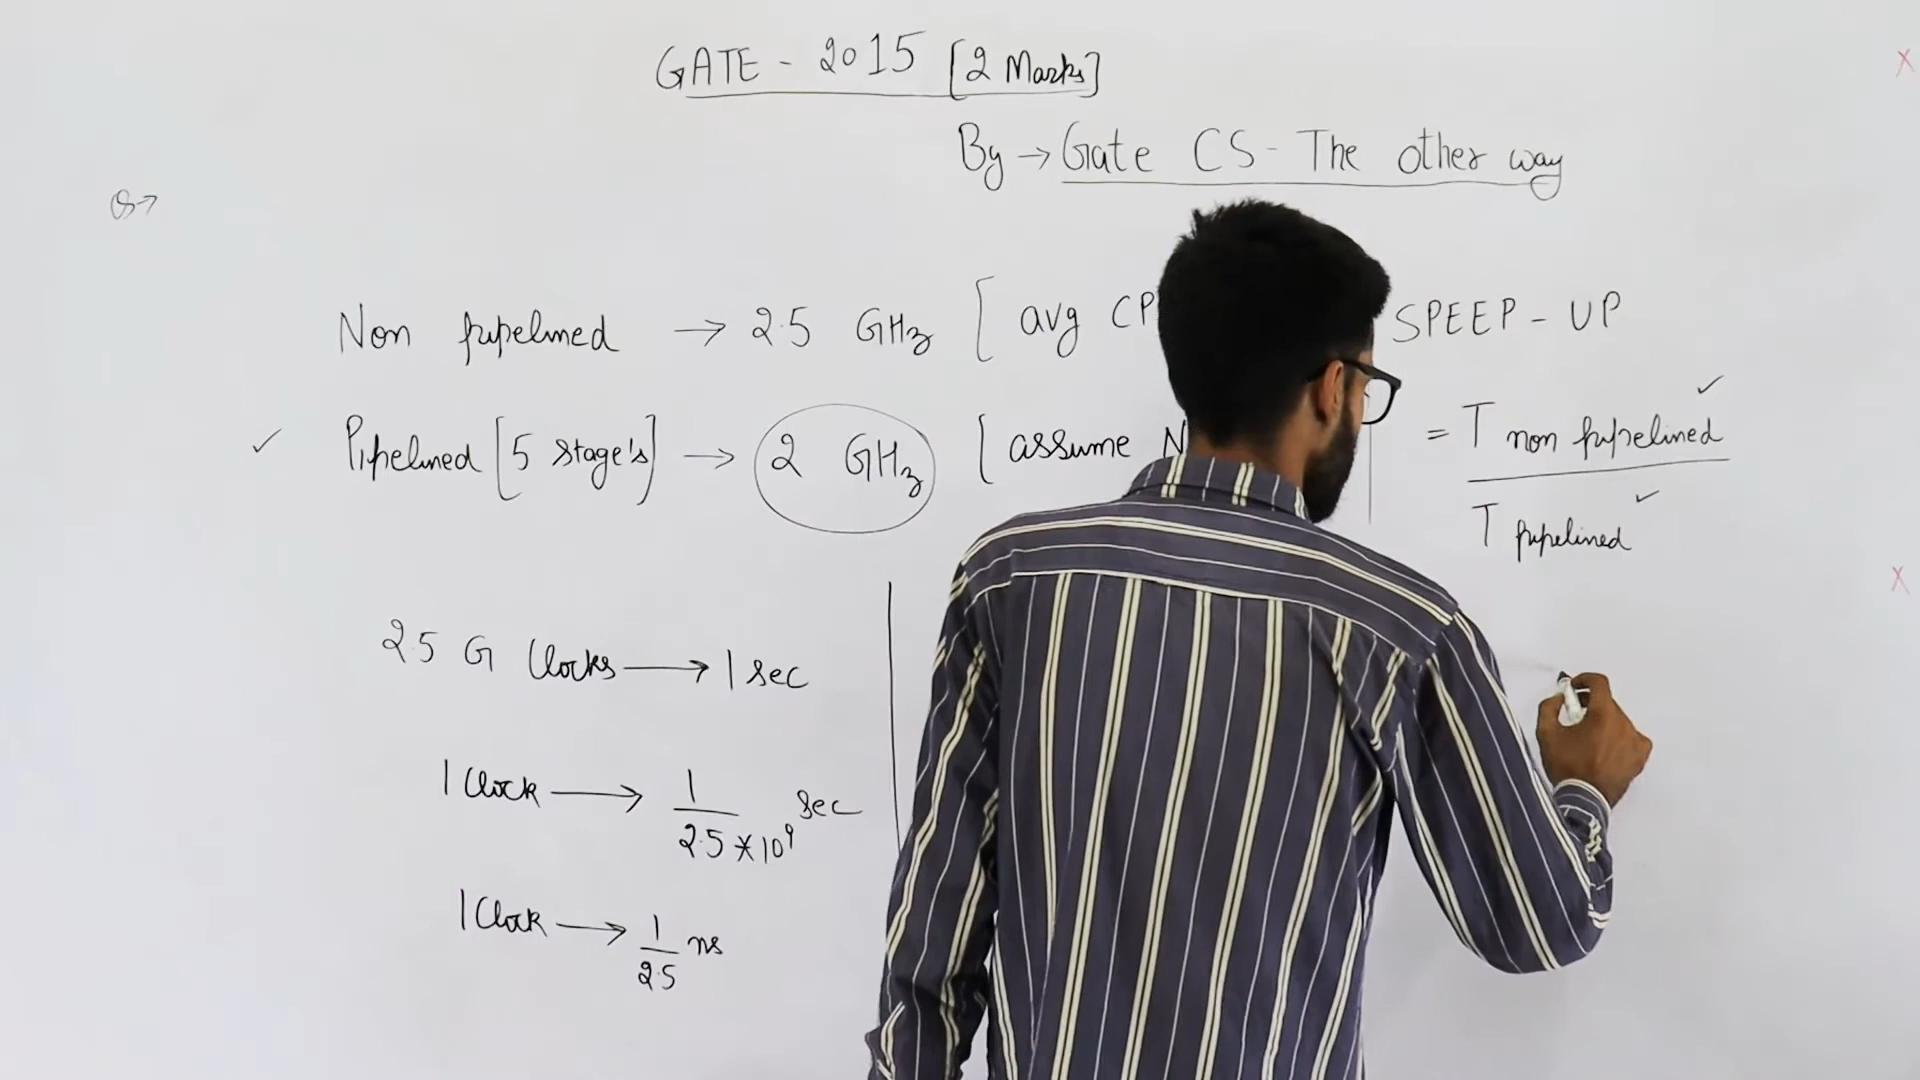 GATE - 2015 [2 Marks]
By → Gate CS - The other way
Q→
Non pipelined → 2.5 GHz [ avg CP
SPEEP - UP
✓ Pipelined [5 stage's] → 2 GHz [ assume N
= T non pipelined ✓
T pipelined ✓
2.5 G Clocks → 1 sec
1 Clock → 1 / 2.5 * 10⁹ sec
1 Clock → 1 / 2.5 ns
X
X